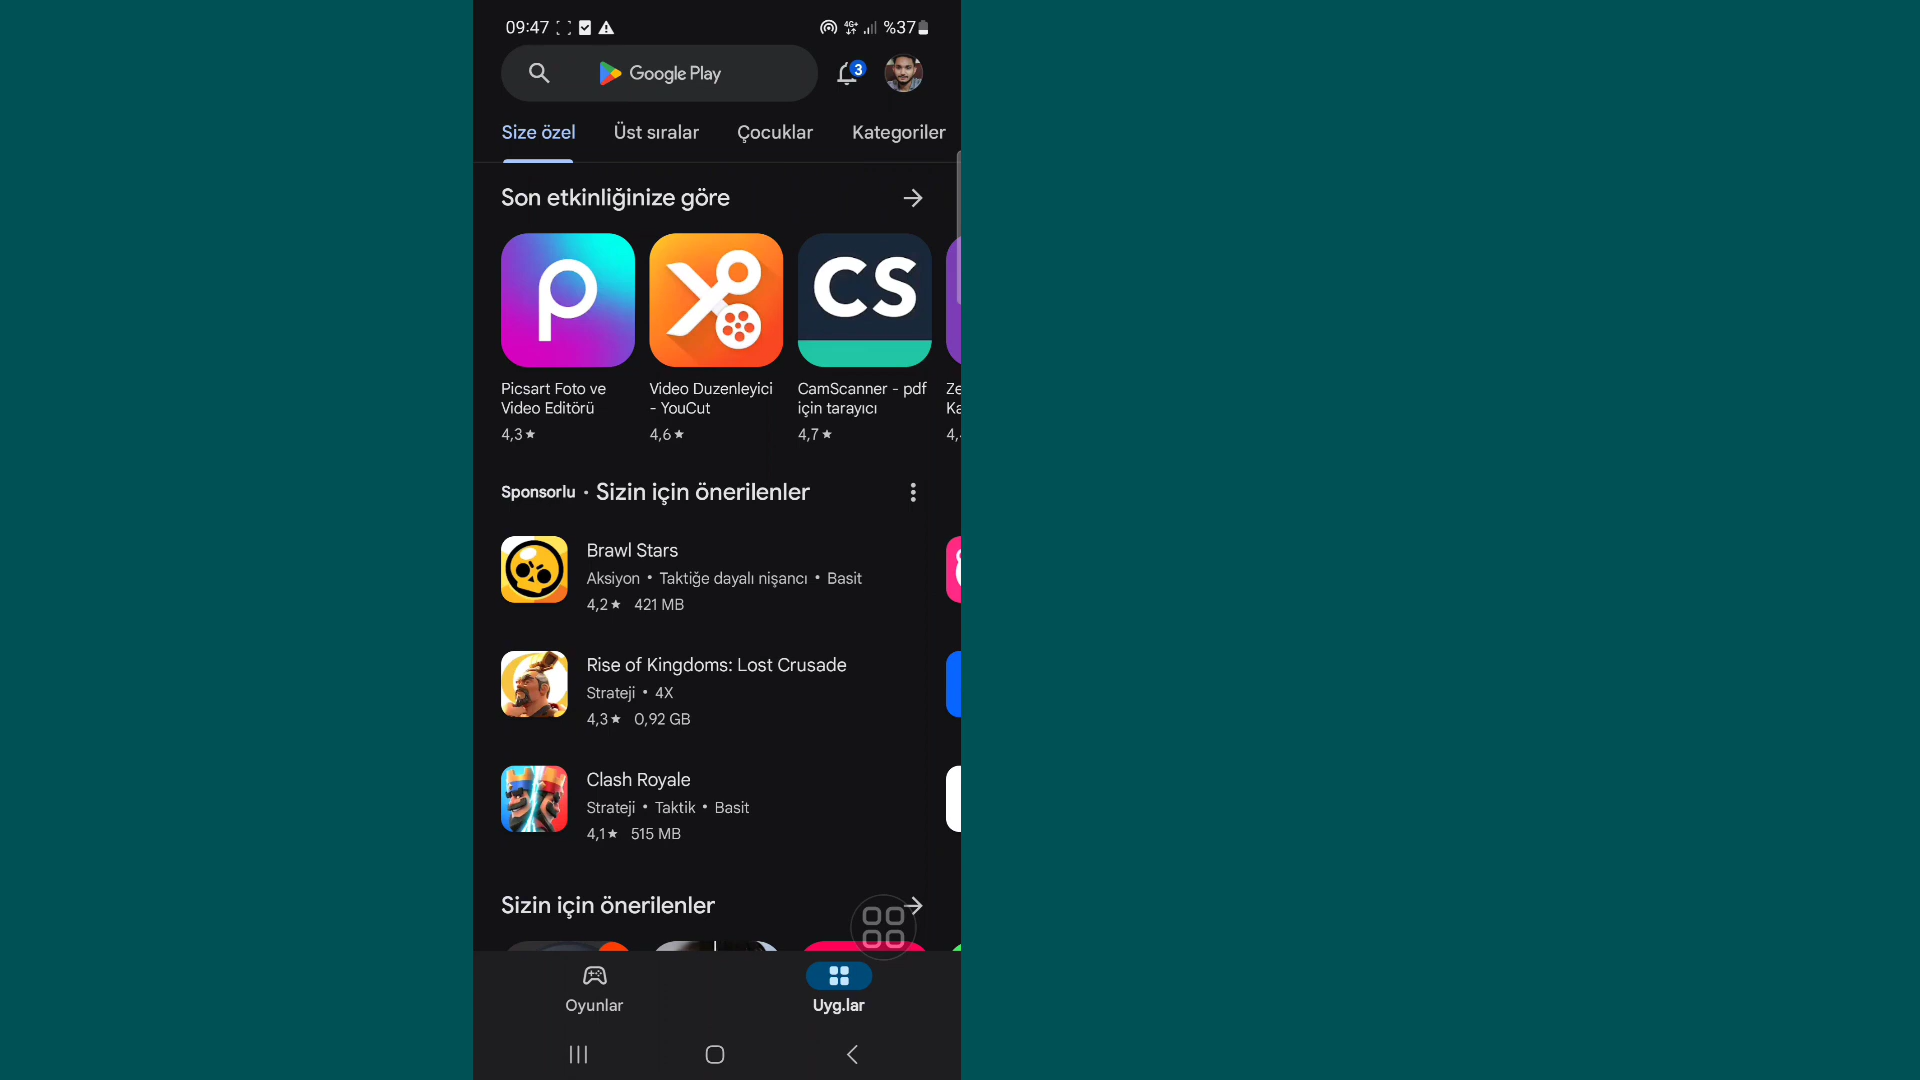 09:47 4G+ %37
Google Play 3
Size özel Üst sıralar Çocuklar Kategoriler
Son etkinliğinize göre
CS
Picsart Foto ve
Video Editörü
4,3★
Video Duzenleyici
- YouCut
4,6★
CamScanner - pdf
için tarayıcı
4,7★
Ze
Ka
4,
Sponsorlu · Sizin için önerilenler
Brawl Stars
Aksiyon • Taktiğe dayalı nişancı • Basit
4,2★ 421 MB
Rise of Kingdoms: Lost Crusade
Strateji • 4X
4,3★ 0,92 GB
Clash Royale
Strateji • Taktik • Basit
4,1★ 515 MB
Sizin için önerilenler
Oyunlar Uyg.lar